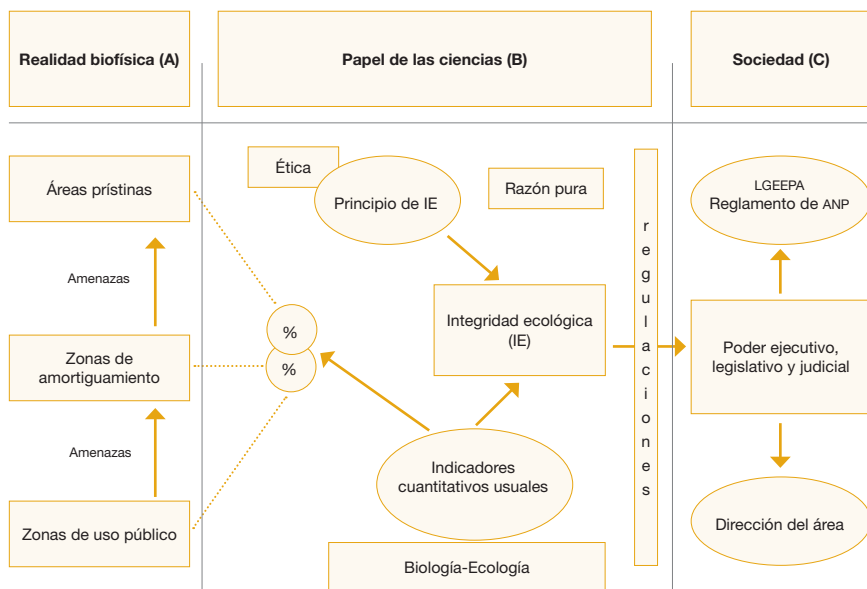 Realidad biofísica (A)
Papel de las ciencias (B)
Sociedad (C)
Áreas prístinas
Amenazas
Zonas de
amortiguamiento
Amenazas
Zonas de uso público
Ética
Principio de IE
Razón pura
%
%
Integridad ecológica
(IE)
Indicadores
cuantitativos usuales
Biología-Ecología
regulaciones
LGEEPA
Reglamento de ANP
Poder ejecutivo,
legislativo y judicial
Dirección del área